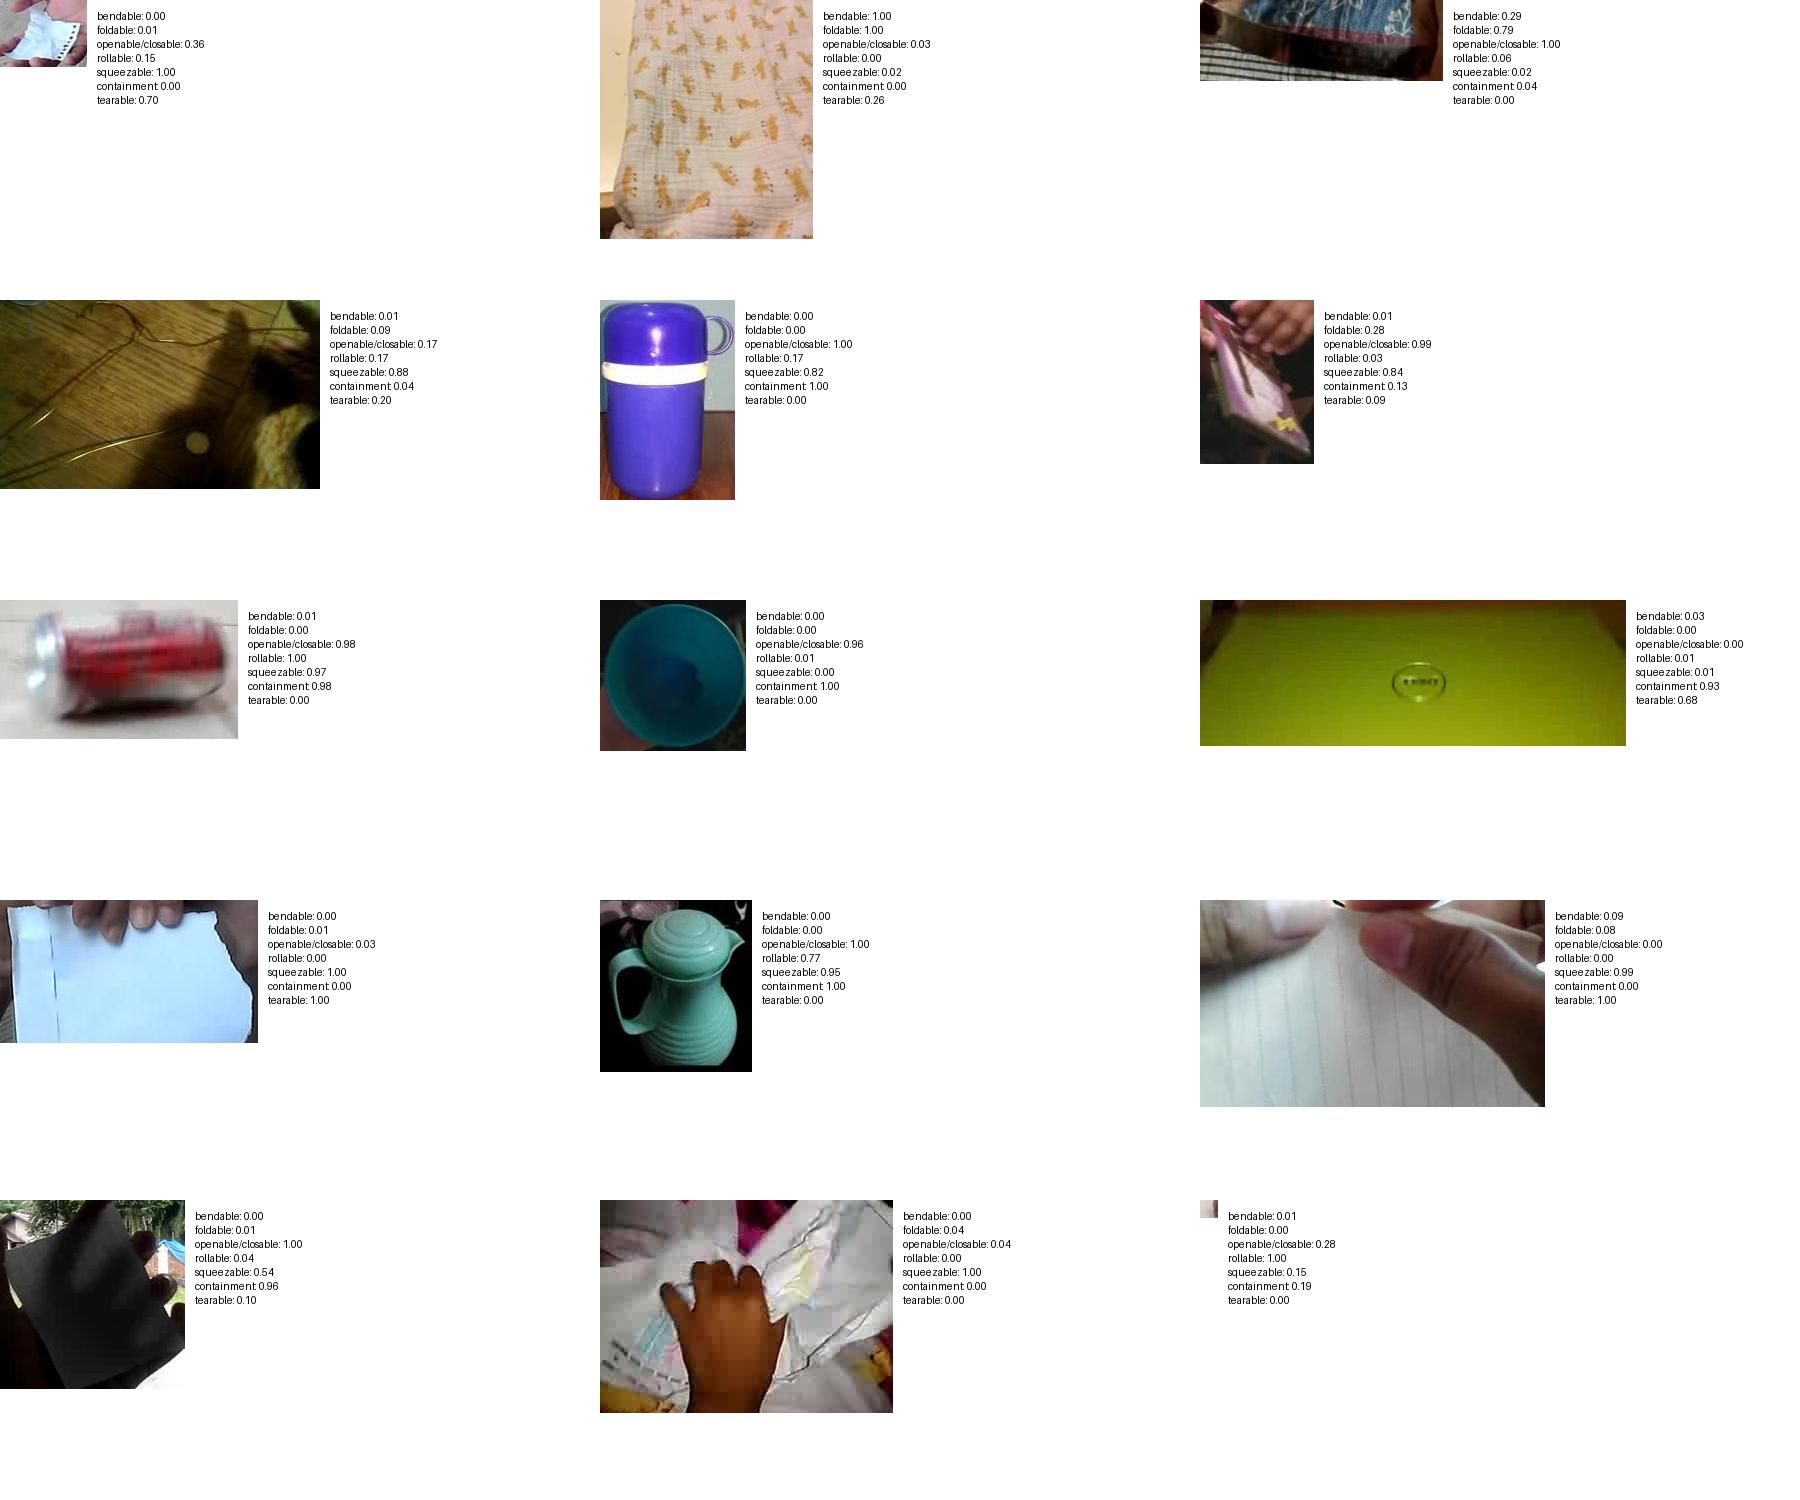 bendable: 0.00
foldable: 0.01
openable/closable: 0.36
rollable: 0.15
squeezable: 1.00
containment: 0.00
tearable: 0.70
bendable: 1.00
foldable: 1.00
openable/closable: 0.03
rollable: 0.00
squeezable: 0.02
containment: 0.00
tearable: 0.26
bendable: 0.29
foldable: 0.79
openable/closable: 1.00
rollable: 0.06
squeezable: 0.02
containment: 0.04
tearable: 0.00
bendable: 0.01
foldable: 0.09
openable/closable: 0.17
rollable: 0.17
squeezable: 0.88
containment: 0.04
tearable: 0.20
bendable: 0.00
foldable: 0.00
openable/closable: 1.00
rollable: 0.17
squeezable: 0.82
containment: 1.00
tearable: 0.00
bendable: 0.01
foldable: 0.28
openable/closable: 0.99
rollable: 0.03
squeezable: 0.84
containment: 0.13
tearable: 0.09
bendable: 0.01
foldable: 0.00
openable/closable: 0.98
rollable: 1.00
squeezable: 0.97
containment: 0.98
tearable: 0.00
bendable: 0.00
foldable: 0.00
openable/closable: 0.96
rollable: 0.01
squeezable: 0.00
containment: 1.00
tearable: 0.00
bendable: 0.03
foldable: 0.00
openable/closable: 0.00
rollable: 0.01
squeezable: 0.01
containment: 0.93
tearable: 0.68
bendable: 0.00
foldable: 0.01
openable/closable: 0.03
rollable: 0.00
squeezable: 1.00
containment: 0.00
tearable: 1.00
bendable: 0.00
foldable: 0.00
openable/closable: 1.00
rollable: 0.77
squeezable: 0.95
containment: 1.00
tearable: 0.00
bendable: 0.09
foldable: 0.08
openable/closable: 0.00
rollable: 0.00
squeezable: 0.99
containment: 0.00
tearable: 1.00
bendable: 0.00
foldable: 0.01
openable/closable: 1.00
rollable: 0.04
squeezable: 0.54
containment: 0.96
tearable: 0.10
bendable: 0.00
foldable: 0.04
openable/closable: 0.04
rollable: 0.00
squeezable: 1.00
containment: 0.00
tearable: 0.00
bendable: 0.01
foldable: 0.00
openable/closable: 0.28
rollable: 1.00
squeezable: 0.15
containment: 0.19
tearable: 0.00